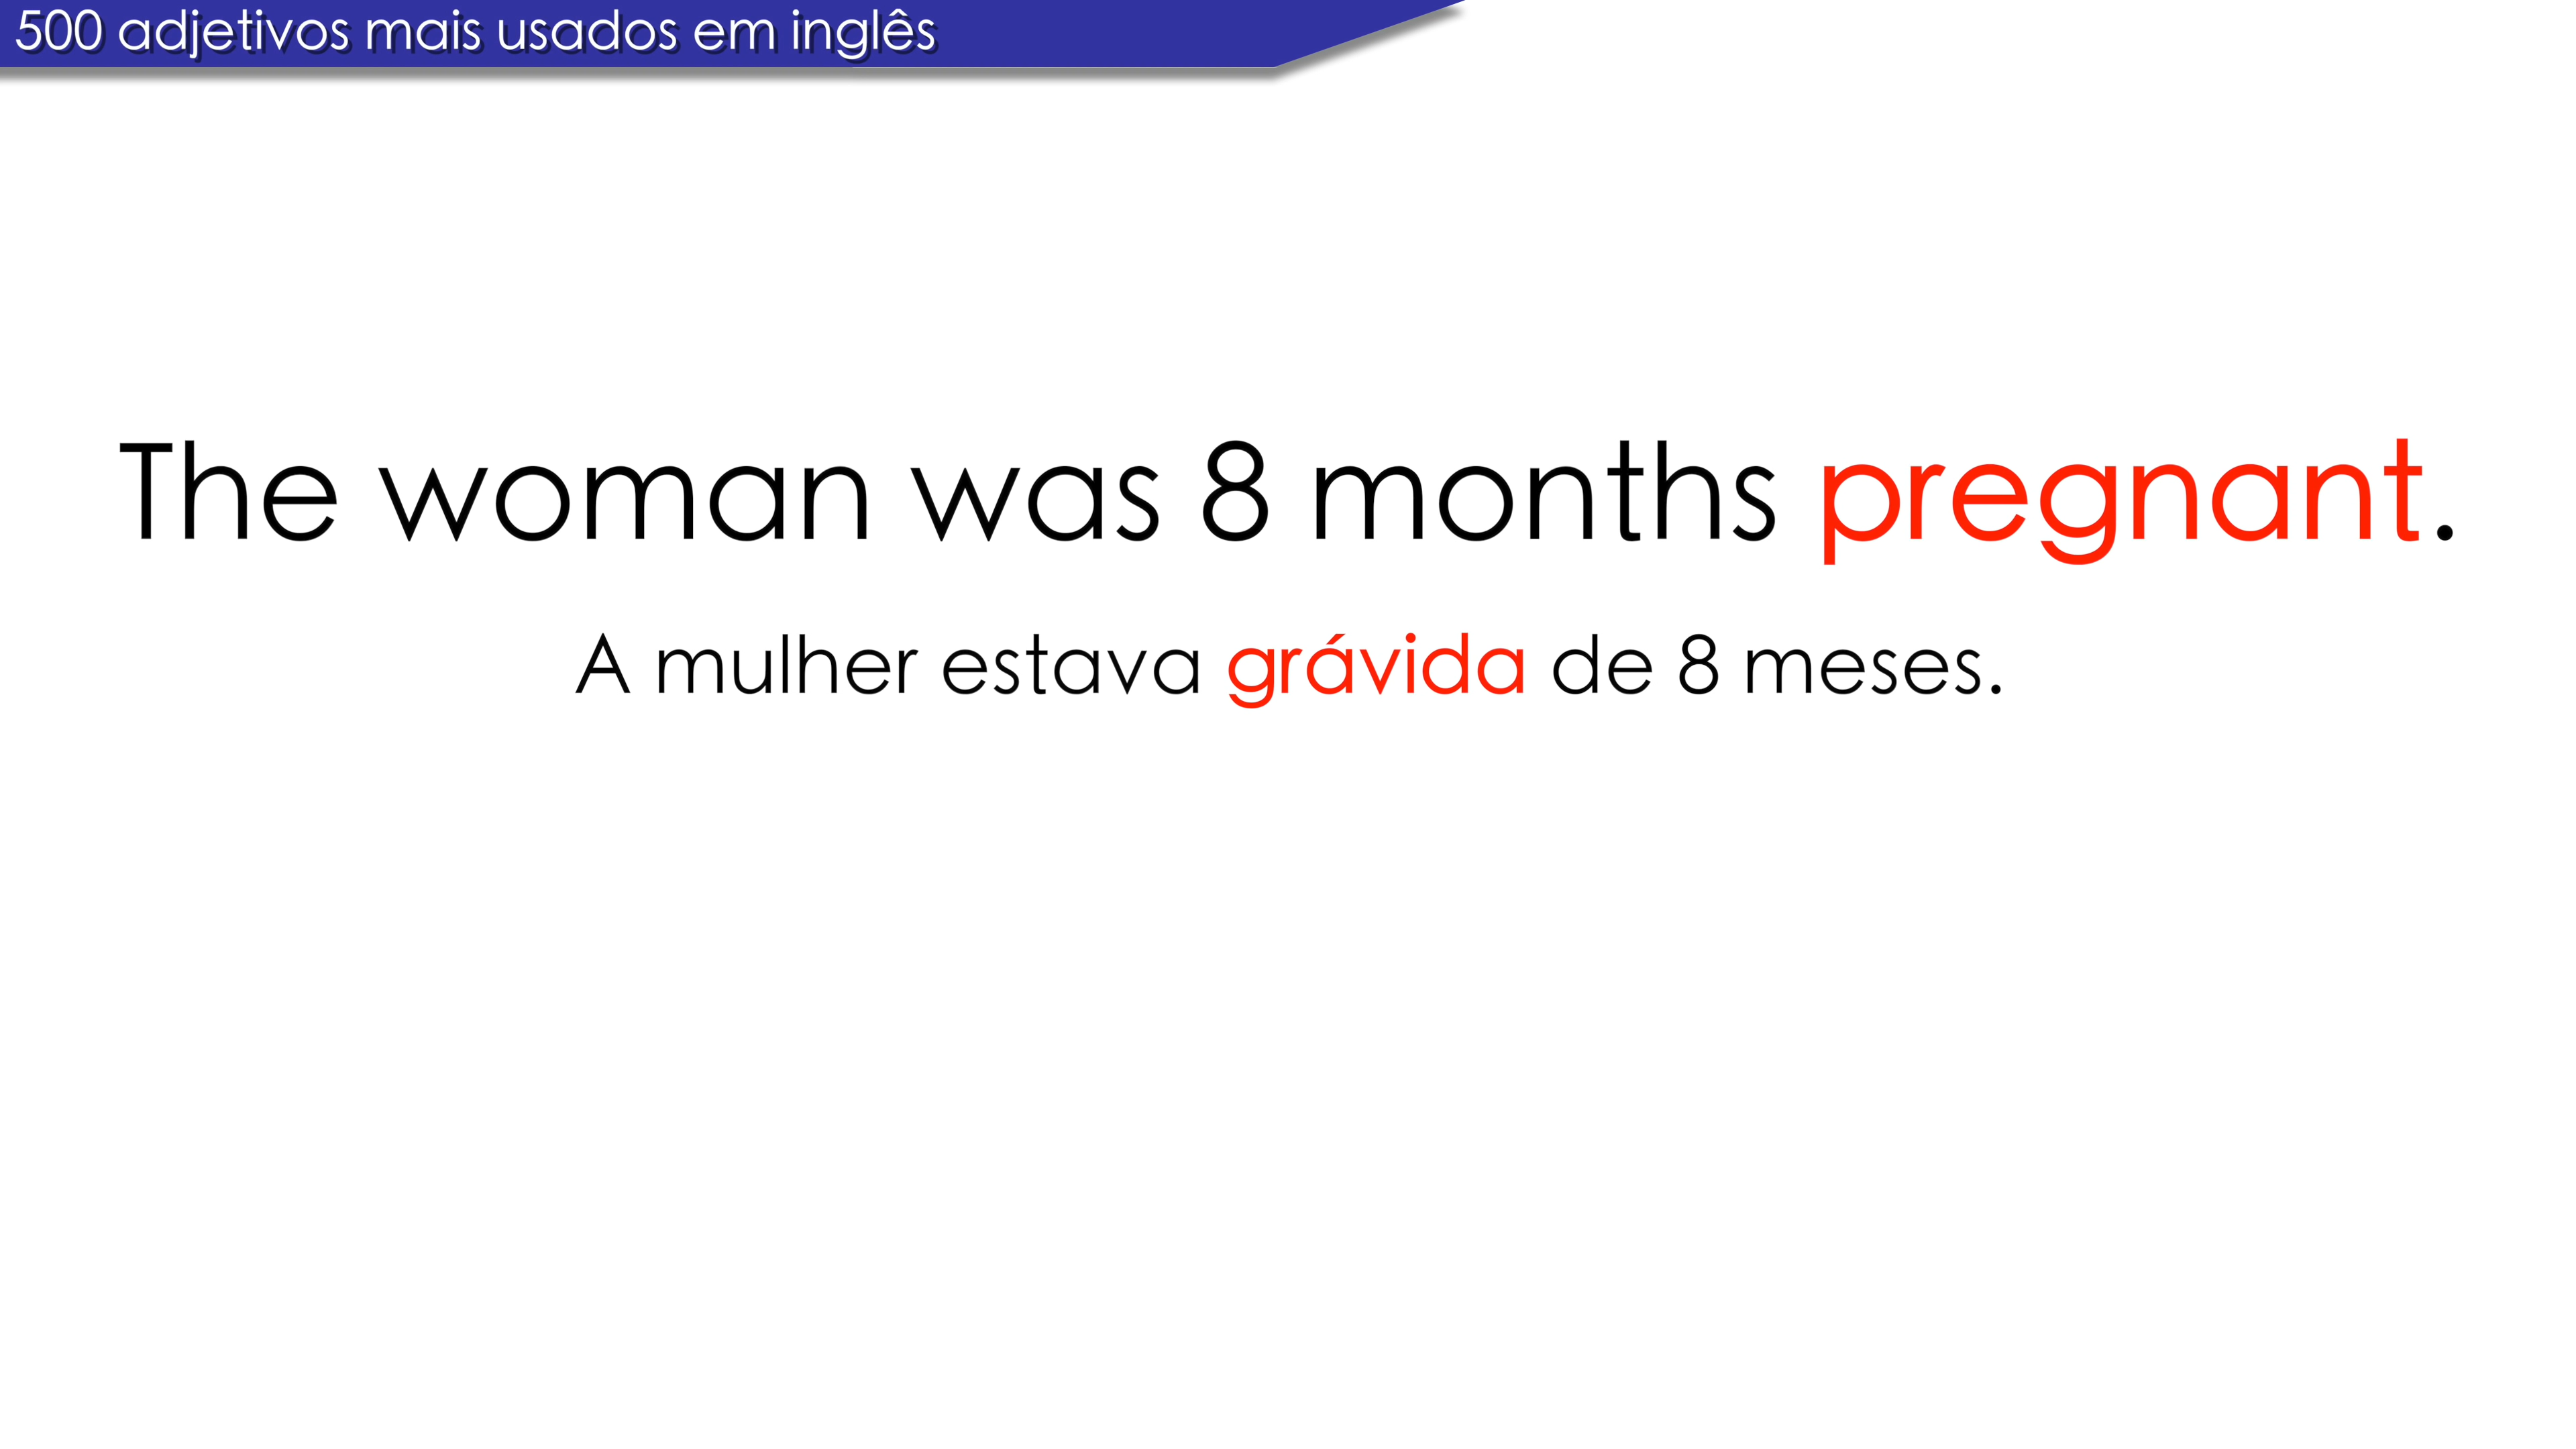 500 adjetivos mais usados em inglês
The woman was 8 months pregnant.
A mulher estava grávida de 8 meses.